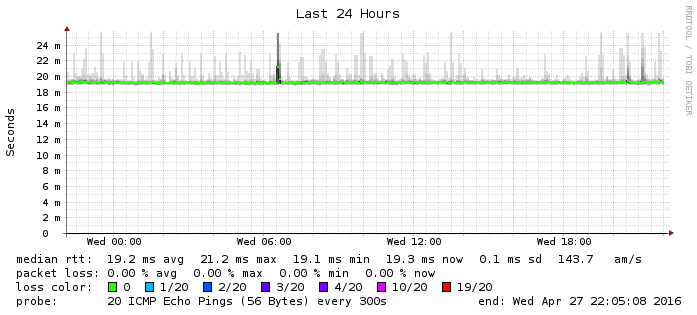 Last 24 Hours
RRDTOOL / TOBI OETIKER
Seconds
24 m
22 m
20 m
18 m
16 m
14 m
12 m
10 m
8 m
6 m
4 m
2 m
0
Wed 00:00 Wed 06:00 Wed 12:00 Wed 18:00
median rtt: 19.2 ms avg 21.2 ms max 19.1 ms min 19.3 ms now 0.1 ms sd 143.7 am/s
packet loss: 0.00 % avg 0.00 % max 0.00 % min 0.00 % now
loss color: 0 1/20 2/20 3/20 4/20 10/20 19/20
probe: 20 ICMP Echo Pings (56 Bytes) every 300s end: Wed Apr 27 22:05:08 2016